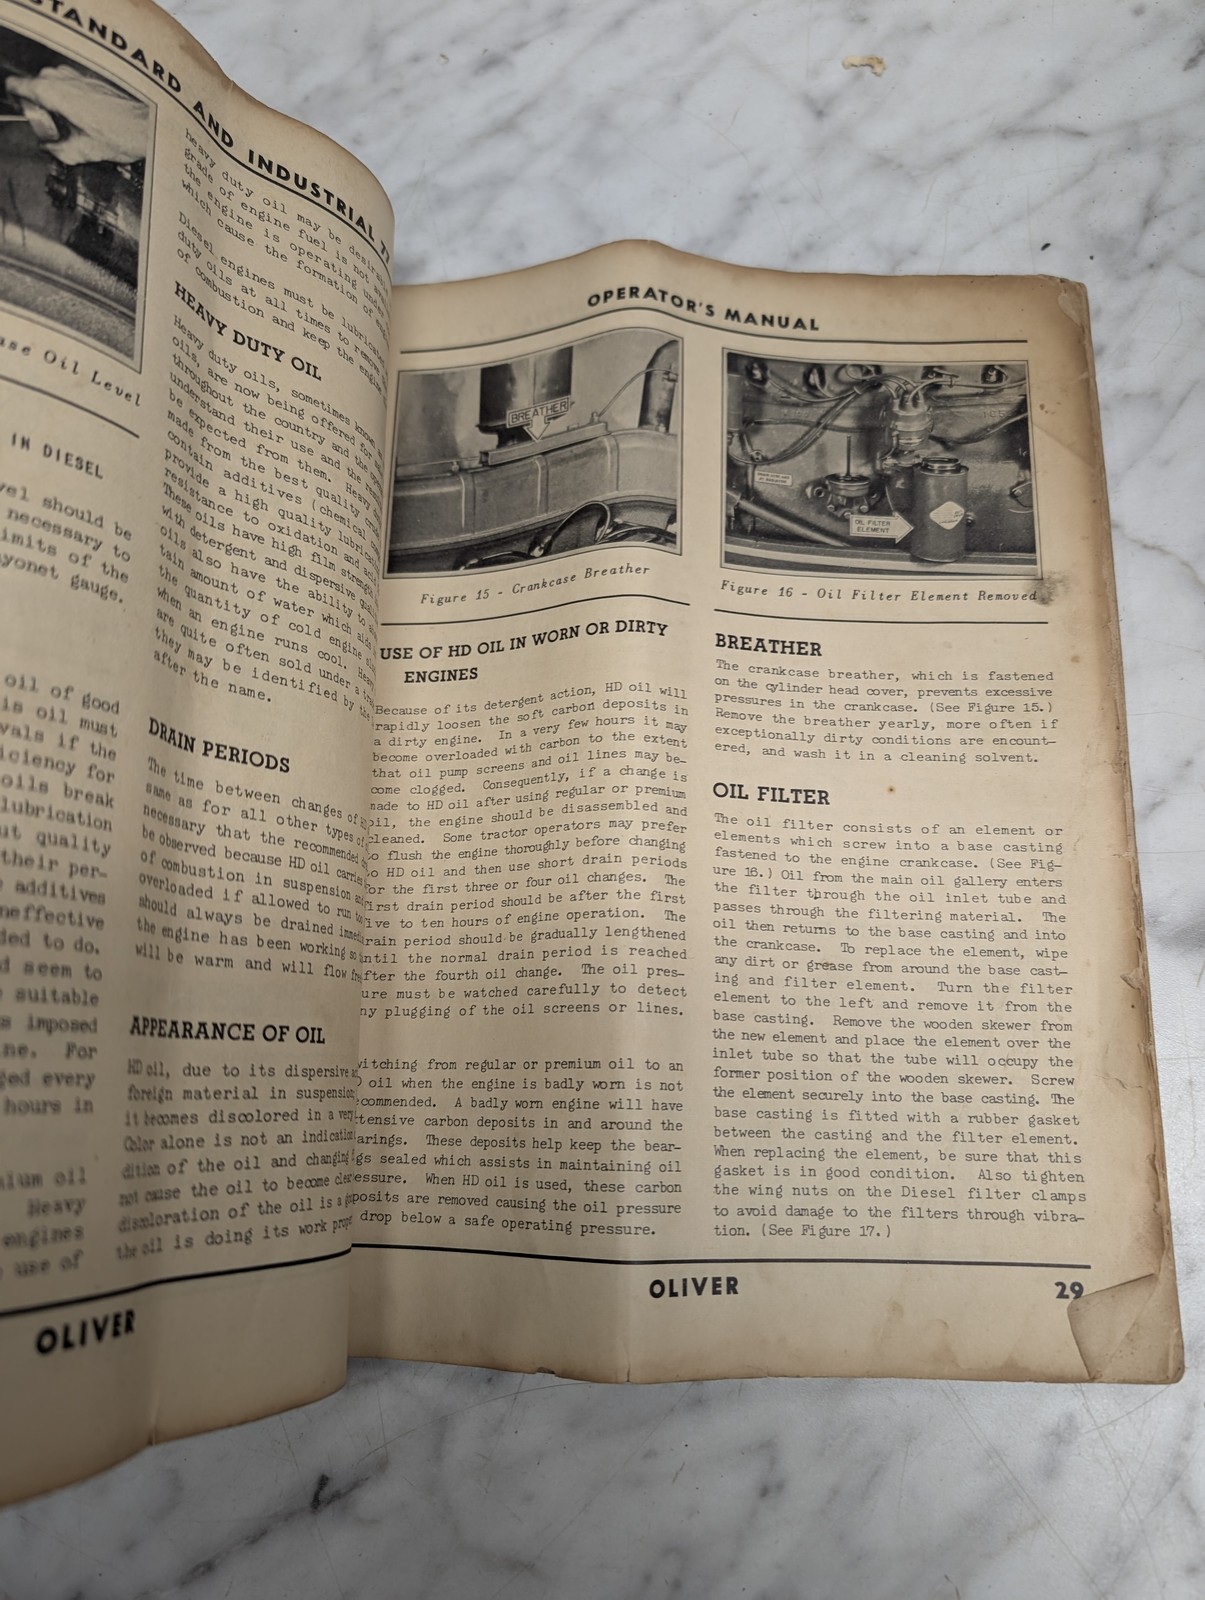 STANDARD AND INDUSTRIAL 77
Oil Level
IN DIESEL
level should be
necessary to
limits of the
bayonet gauge.
oil of good
is oil must
if the
for
oils break
lubrication
quality
their per-
additives
to do.
seem to
suitable
imposed
For
every
hours in
oil
Heavy
engines
use of
heavy duty oil may be
grade of engine fuel is not
the engine is operating under
which cause the formation of
Diesel engines must be lubricated
duty oils at all times to remove
of combustion and keep the engine
HEAVY DUTY OIL
Heavy duty oils, sometimes known
oils, are now being offered for
throughout the country and the
understand their use and the
be expected from them. Heavy
made from the best quality
contain additives (chemical
provide a high quality
resistance to oxidation and
These oils have high film strength
with detergent and dispersive
oils also have the ability to
tain amount of water which aids
the quantity of cold engine
when an engine runs cool. Heavy
are quite often sold under a
they may be identified by the
after the name.
DRAIN PERIODS
The time between changes of
same as for all other types of
necessary that the recommended
be observed because HD oil carries
of combustion in suspension
overloaded if allowed to run
should always be drained
the engine has been working so
will be warm and will flow
APPEARANCE OF OIL
HD oil, due to its dispersive
foreign material in suspension
it becomes discolored in a very
Color alone is not an indication
dition of the oil and changing
not cause the oil to become
discoloration of the oil is a
the oil is doing its work
OLIVER
OPERATOR'S MANUAL
BREATHER
Figure 15 - Crankcase Breather
OIL FILTER
ELEMENT
Figure 16 - Oil Filter Element Removed
USE OF HD OIL IN WORN OR DIRTY
ENGINES
Because of its detergent action, HD oil will
rapidly loosen the soft carbon deposits in
a dirty engine. In a very few hours it may
become overloaded with carbon to the extent
that oil pump screens and oil lines may be-
come clogged. Consequently, if a change is
made to HD oil after using regular or premium
oil, the engine should be disassembled and
cleaned. Some tractor operators may prefer
to flush the engine thoroughly before changing
to HD oil and then use short drain periods
for the first three or four oil changes. The
first drain period should be after the first
five to ten hours of engine operation. The
drain period should be gradually lengthened
until the normal drain period is reached
after the fourth oil change. The oil pres-
ure must be watched carefully to detect
ny plugging of the oil screens or lines.
witching from regular or premium oil to an
oil when the engine is badly worn is not
ecommended. A badly worn engine will have
tensive carbon deposits in and around the
arings. These deposits help keep the bear-
gs sealed which assists in maintaining oil
essure. When HD oil is used, these carbon
posits are removed causing the oil pressure
drop below a safe operating pressure.
BREATHER
The crankcase breather, which is fastened
on the cylinder head cover, prevents excessive
pressures in the crankcase. (See Figure 15.)
Remove the breather yearly, more often if
exceptionally dirty conditions are encount-
ered, and wash it in a cleaning solvent.
OIL FILTER
The oil filter consists of an element or
elements which screw into a base casting
fastened to the engine crankcase. (See Fig-
ure 16.) Oil from the main oil gallery enters
the filter through the oil inlet tube and
passes through the filtering material. The
oil then returns to the base casting and into
the crankcase. To replace the element, wipe
any dirt or grease from around the base cast-
ing and filter element. Turn the filter
element to the left and remove it from the
base casting. Remove the wooden skewer from
the new element and place the element over the
inlet tube so that the tube will occupy the
former position of the wooden skewer. Screw
the element securely into the base casting. The
base casting is fitted with a rubber gasket
between the casting and the filter element.
When replacing the element, be sure that this
gasket is in good condition. Also tighten
the wing nuts on the Diesel filter clamps
to avoid damage to the filters through vibra-
tion. (See Figure 17.)
OLIVER
29